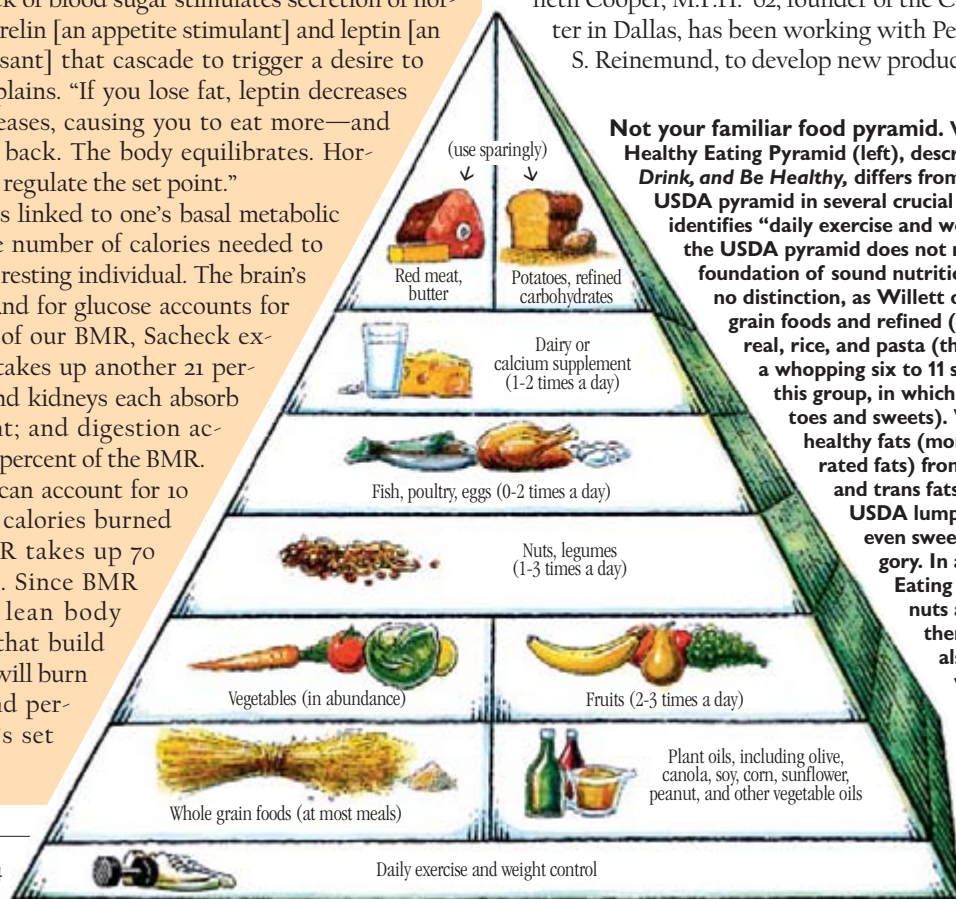 relin [an appetite stimulant] and leptin [an
sant] that cascade to trigger a desire to
plains. “If you lose fat, leptin decreases
eases, causing you to eat more—and
back. The body equilibrates. Hor-
regulate the set point.”
s linked to one’s basal metabolic
e number of calories needed to
resting individual. The brain’s
and for glucose accounts for
of our BMR, Sacheck ex-
takes up another 21 per-
nd kidneys each absorb
nt; and digestion ac-
percent of the BMR.
can account for 10
calories burned
R takes up 70
. Since BMR
lean body
that build
will burn
nd per-
’s set
neth Cooper, M.P.H. ’62, founder of the C
ter in Dallas, has been working with Pe
S. Reinemund, to develop new produc
Not your familiar food pyramid.
Healthy Eating Pyramid (left), descr
Drink, and Be Healthy, differs from
USDA pyramid in several crucial
identifies “daily exercise and we
the USDA pyramid does not
foundation of sound nutritio
no distinction, as Willett
grain foods and refined (
real, rice, and pasta (th
a whopping six to 11 s
this group, in which
toes and sweets).
healthy fats (mo
rated fats) from
and trans fats
USDA lump
even swee
gory. In a
Eating
nuts a
the
als
(use sparingly)
Red meat,
butter
Potatoes, refined
carbohydrates
Dairy or
calcium supplement
(1-2 times a day)
Fish, poultry, eggs (0-2 times a day)
Nuts, legumes
(1-3 times a day)
Vegetables (in abundance)
Fruits (2-3 times a day)
Whole grain foods (at most meals)
Plant oils, including olive,
canola, soy, corn, sunflower,
peanut, and other vegetable oils
Daily exercise and weight control